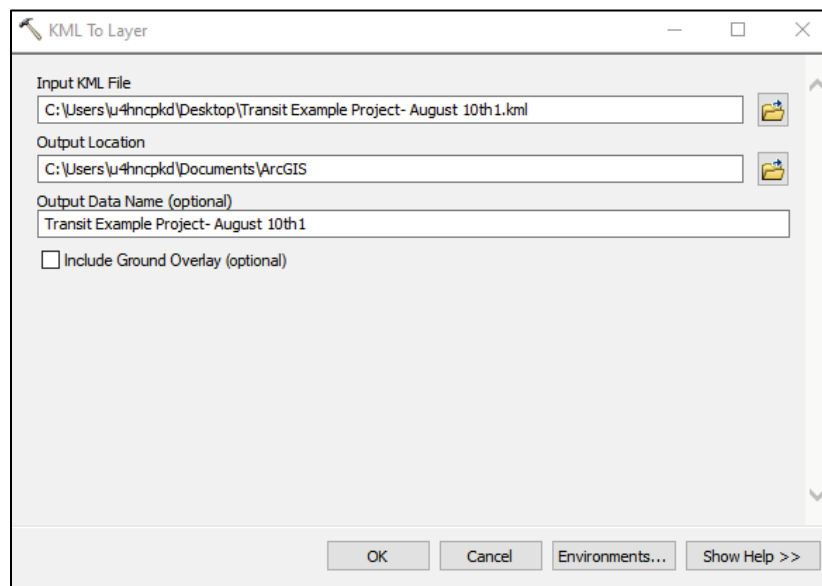 KML To Layer
Input KML File
C:\Users\u4hncpkd\Desktop\Transit Example Project- August 10th1.kml
Output Location
C:\Users\u4hncpkd\Documents\ArcGIS
Output Data Name (optional)
Transit Example Project- August 10th1
Include Ground Overlay (optional)
OK Cancel Environments... Show Help >>